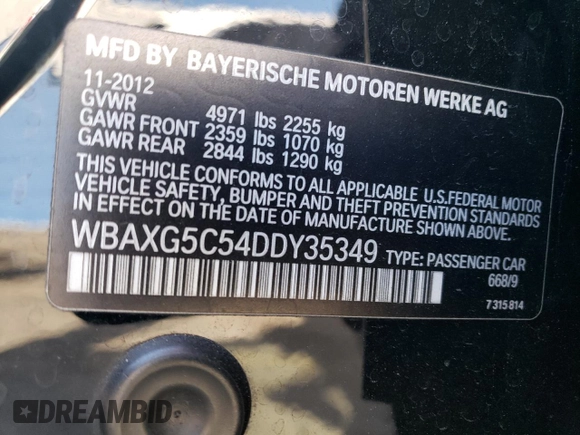 MFD BY BAYERISCHE MOTOREN WERKE AG
11-2012
GVWR 4971 lbs 2255 kg
GAWR FRONT 2359 lbs 1070 kg
GAWR REAR 2844 lbs 1290 kg
THIS VEHICLE CONFORMS TO ALL APPLICABLE U.S.FEDERAL MOTOR
VEHICLE SAFETY, BUMPER AND THEFT PREVENTION STANDARDS
IN EFFECT ON THE DATE OF MANUFACTURE SHOWN ABOVE.
WBAXG5C54DDY35349 TYPE: PASSENGER CAR
668/9
7315814
DREAMBID